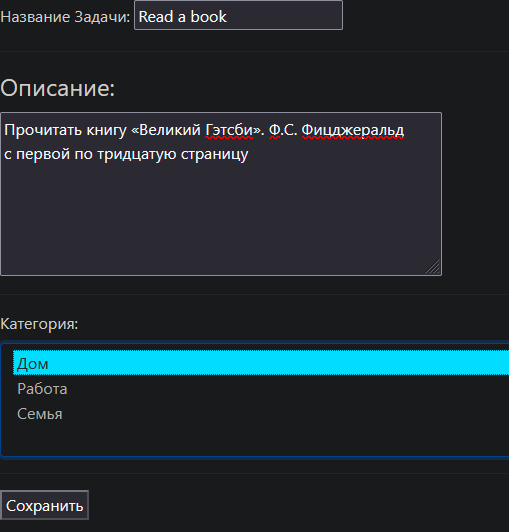 Название Задачи: Read a book
Описание:
Прочитать книгу «Великий Гэтсби». Ф.С. Фицджеральд
с первой по тридцатую страницу
Категория:
Дом
Работа
Семья
Сохранить